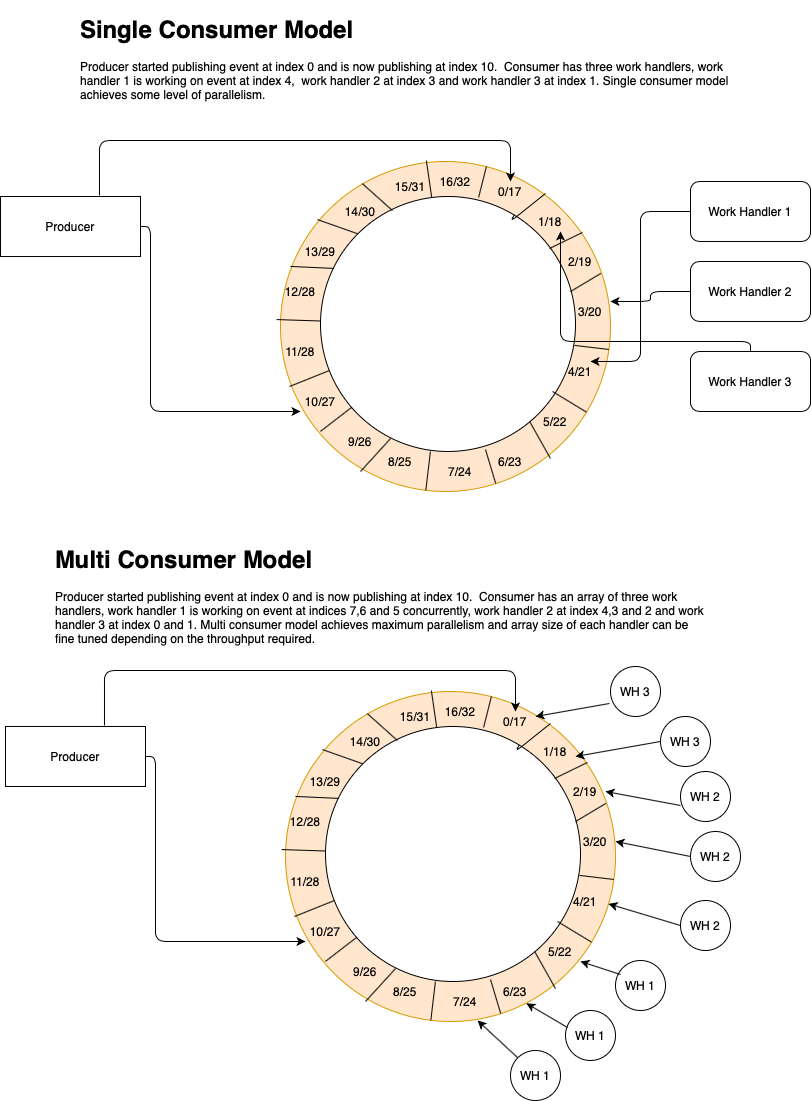 Single Consumer Model
Producer started publishing event at index 0 and is now publishing at index 10.  Consumer has three work handlers, work
handler 1 is working on event at index 4,  work handler 2 at index 3 and work handler 3 at index 1. Single consumer model
achieves some level of parallelism.
Producer
0/17
1/18
2/19
3/20
4/21
5/22
6/23
7/24
8/25
9/26
10/27
11/28
12/28
13/29
14/30
15/31
16/32
Work Handler 1
Work Handler 2
Work Handler 3
Multi Consumer Model
Producer started publishing event at index 0 and is now publishing at index 10.  Consumer has an array of three work
handlers, work handler 1 is working on event at indices 7,6 and 5 concurrently, work handler 2 at index 4,3 and 2 and work
handler 3 at index 0 and 1. Multi consumer model achieves maximum parallelism and array size of each handler can be
fine tuned depending on the throughput required.
Producer
0/17
1/18
2/19
3/20
4/21
5/22
6/23
7/24
8/25
9/26
10/27
11/28
12/28
13/29
14/30
15/31
16/32
WH 3
WH 3
WH 2
WH 2
WH 2
WH 1
WH 1
WH 1